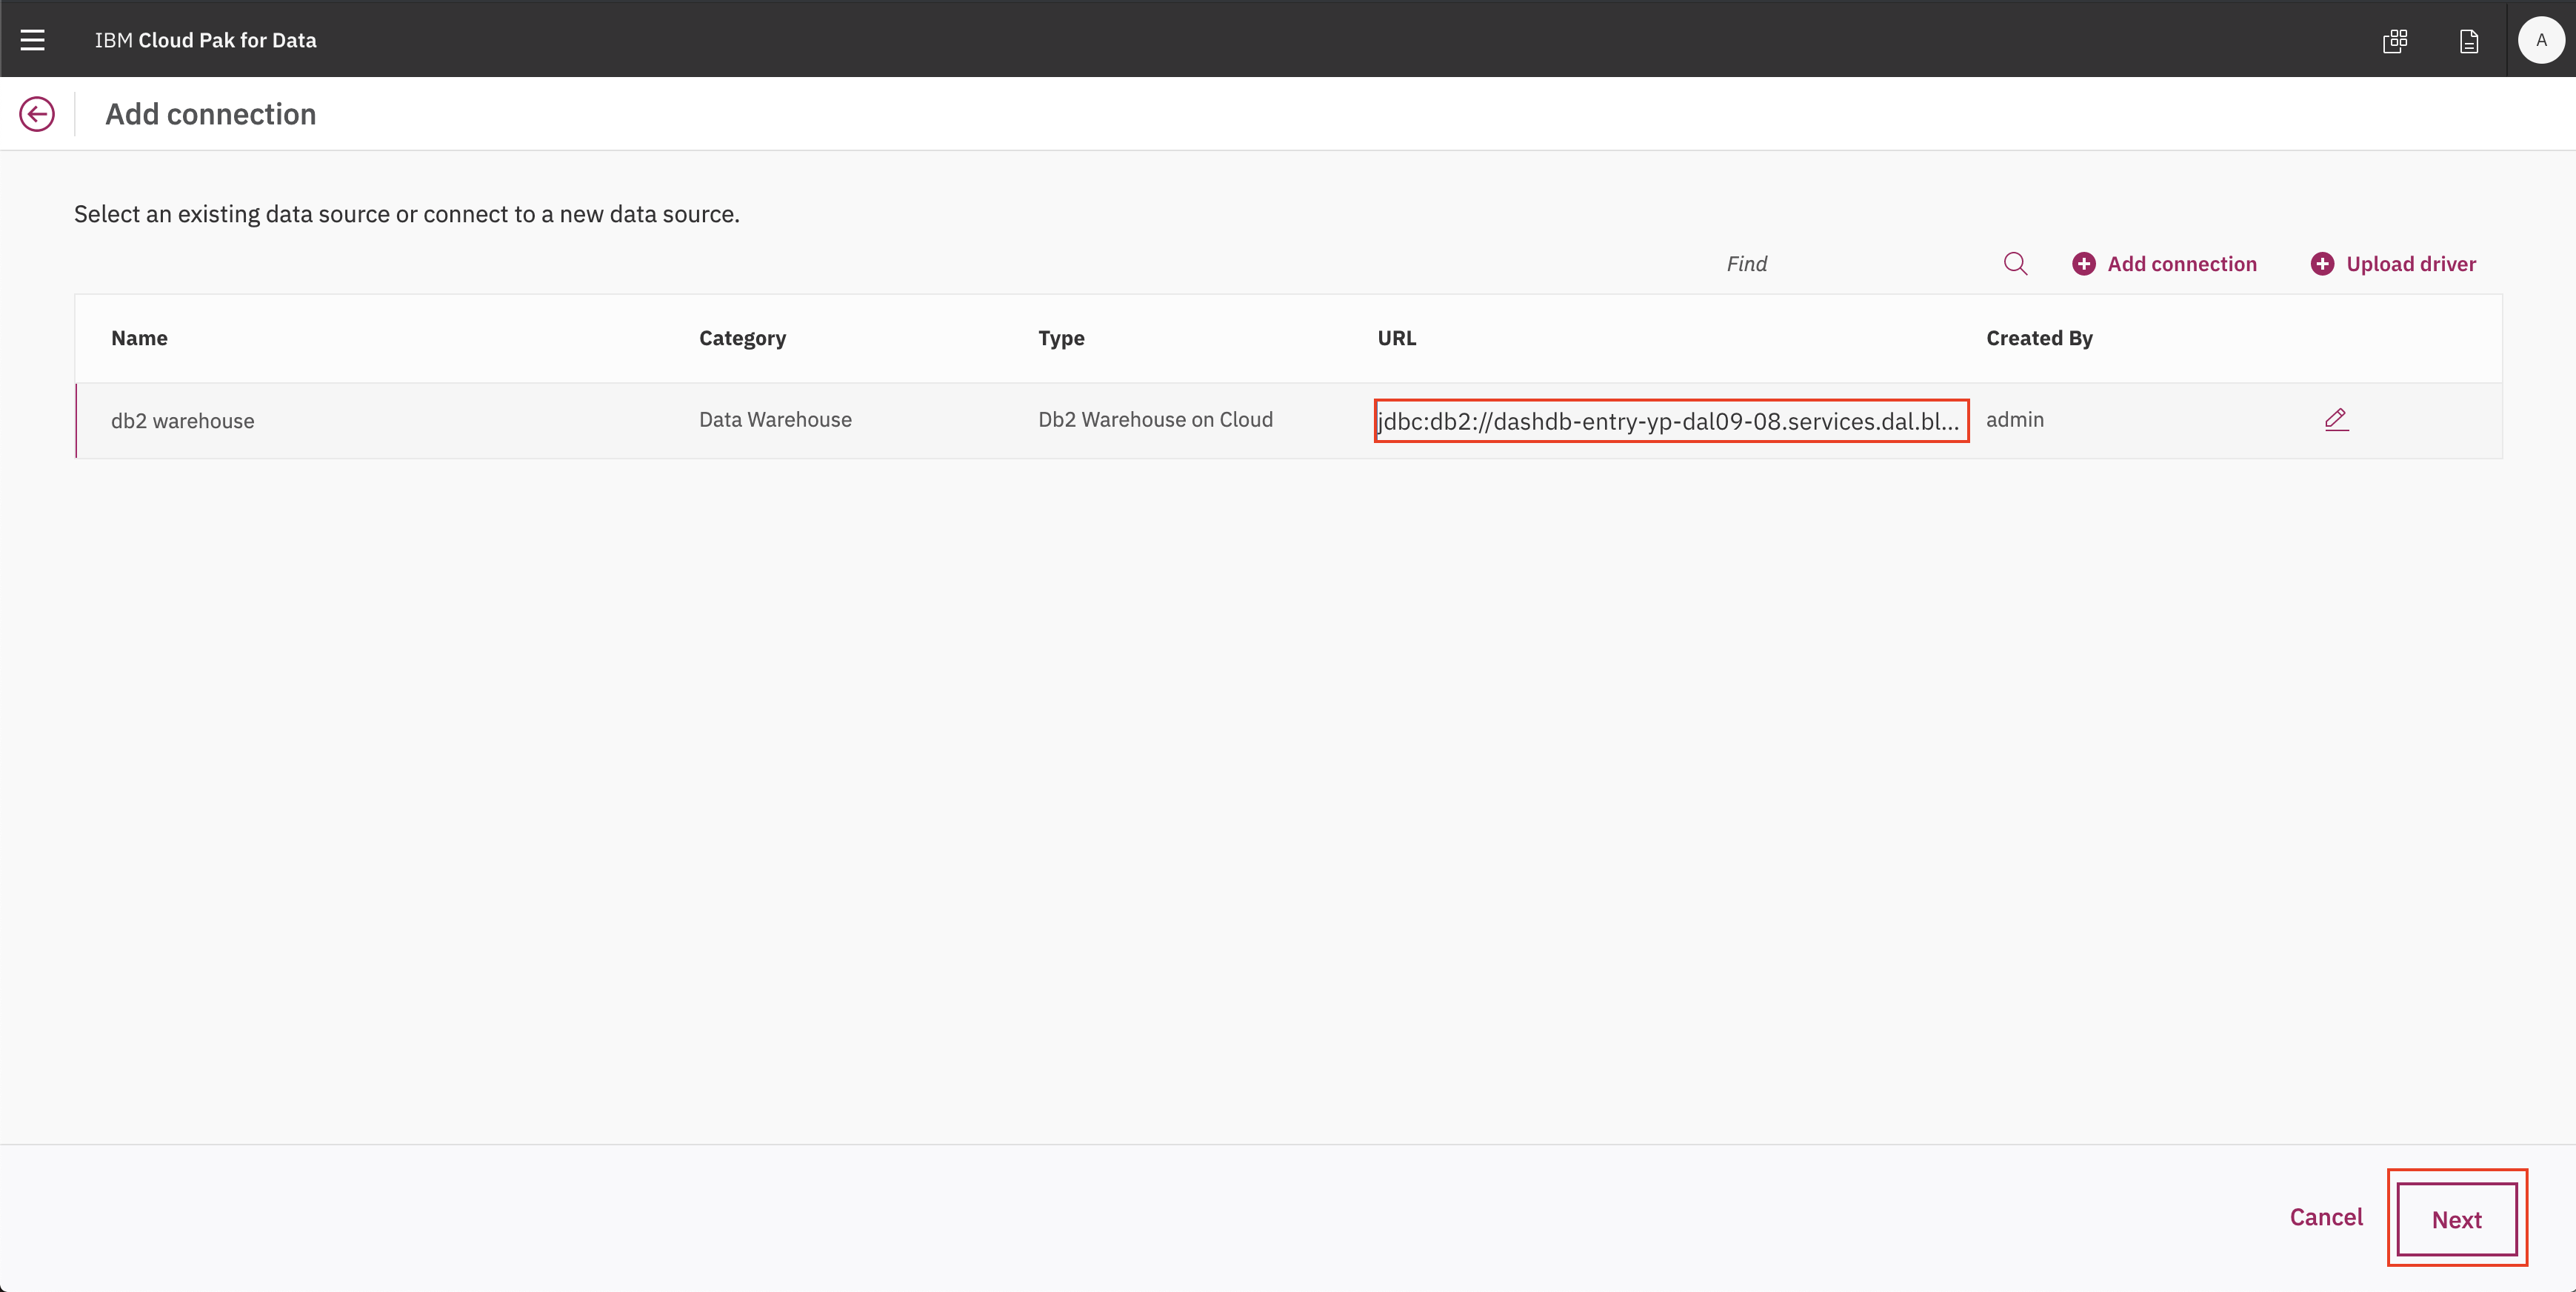 IBM Cloud Pak for Data
A
Add connection
Select an existing data source or connect to a new data source.
Find
Add connection
Upload driver
Name Category Type URL Created By
db2 warehouse Data Warehouse Db2 Warehouse on Cloud jdbc:db2://dashdb-entry-yp-dal09-08.services.dal.bl... admin
Cancel
Next